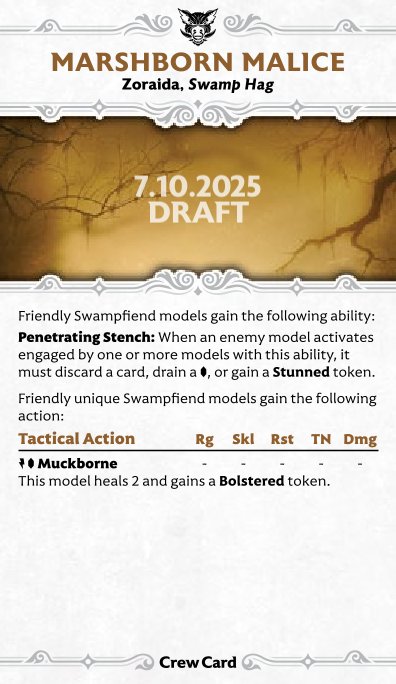 MARSHBORN MALICE
Zoraida, Swamp Hag
7.10.2025
DRAFT
Friendly Swampfiend models gain the following ability:
Penetrating Stench: When an enemy model activates
engaged by one or more models with this ability, it
must discard a card, drain a , or gain a Stunned token.
Friendly unique Swampfiend models gain the following
action:
Tactical Action Rg Skl Rst TN Dmg
Muckborne - - - - -
This model heals 2 and gains a Bolstered token.
Crew Card